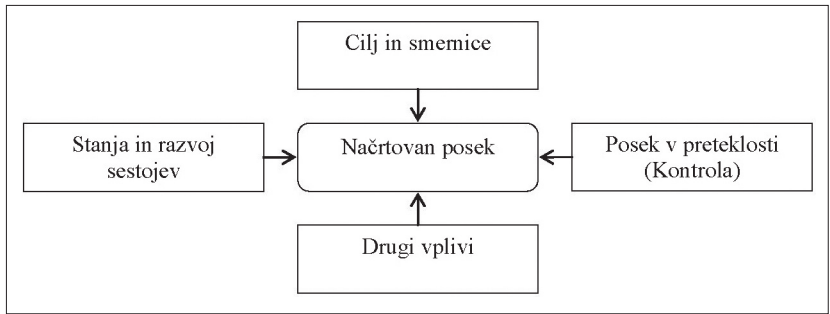 Cilj in smernice
Stanja in razvoj
sestojev
Načrtovan posek
Posek v preteklosti
(Kontrola)
Drugi vplivi